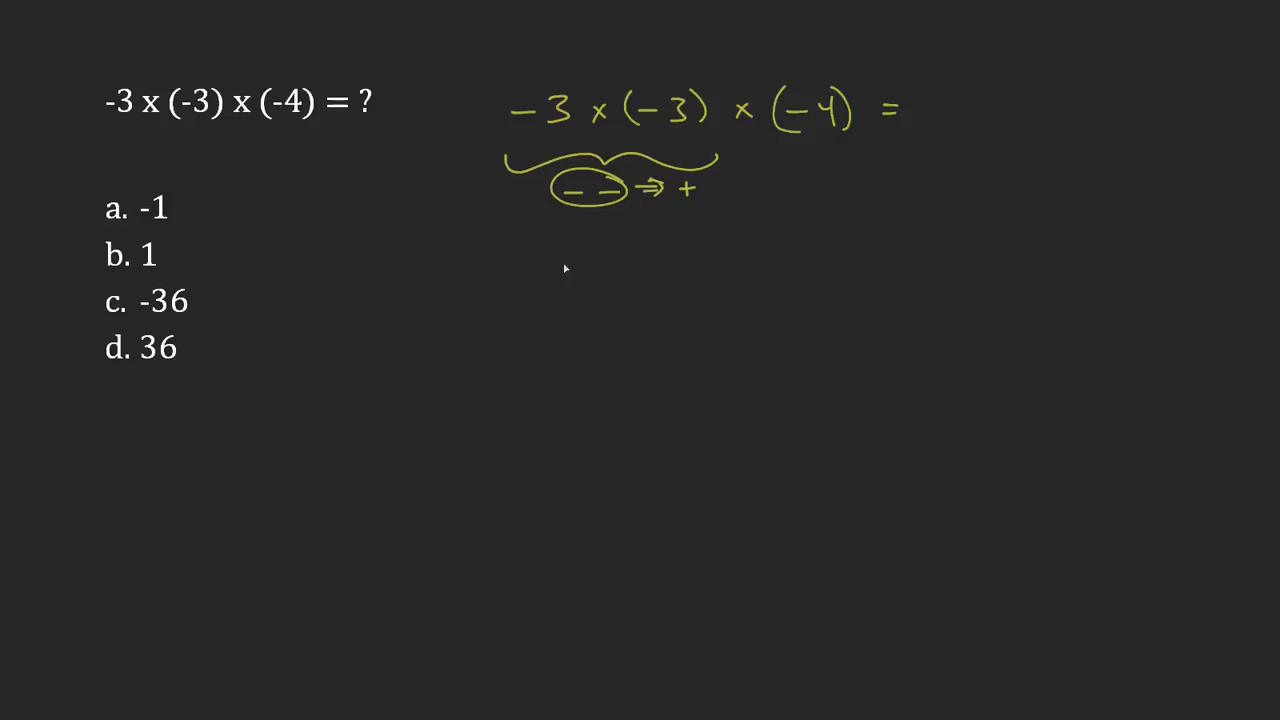 -3 x (-3) x (-4) = ?
-3 × (-3) × (-4) =
- - ⇒ +
a. -1
b. 1
c. -36
d. 36